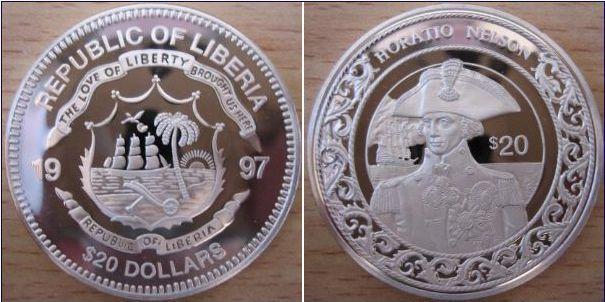 REPUBLIC OF LIBERIA
THE LOVE OF LIBERTY BROUGHT US HERE
19 97
REPUBLIC OF LIBERIA
$20 DOLLARS
HORATIO NELSON
$20